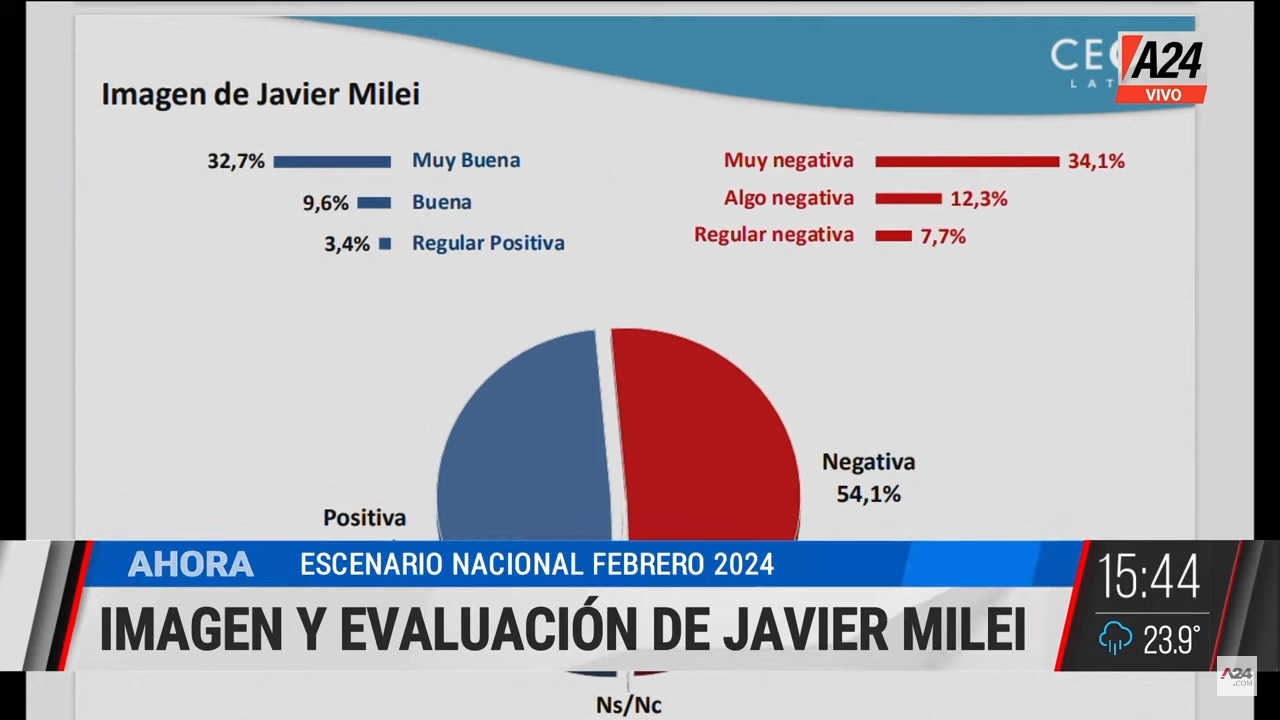 Imagen de Javier Milei
A24
VIVO
32,7% Muy Buena
9,6% Buena
3,4% Regular Positiva
Muy negativa 34,1%
Algo negativa 12,3%
Regular negativa 7,7%
Negativa
54,1%
Positiva
AHORA ESCENARIO NACIONAL FEBRERO 2024
IMAGEN Y EVALUACIÓN DE JAVIER MILEI
15:44
23.9°
A24
.COM
Ns/Nc